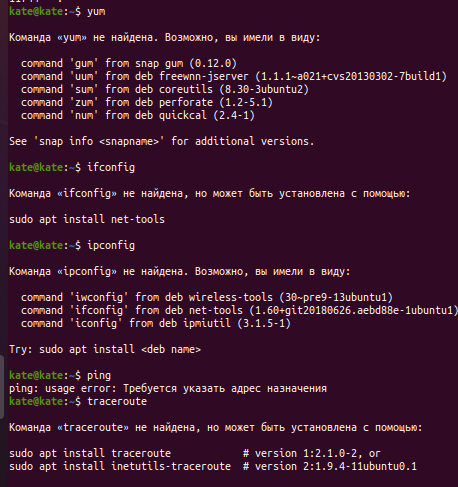 kate@kate:~$ yum
Команда «yum» не найдена. Возможно, вы имели в виду:
command 'gum' from snap gum (0.12.0)
command 'uum' from deb freewnn-jserver (1.1.1~a021+cvs20130302-7build1)
command 'sum' from deb coreutils (8.30-3ubuntu2)
command 'zum' from deb perforate (1.2-5.1)
command 'num' from deb quickcal (2.4-1)
See 'snap info <snapname>' for additional versions.
kate@kate:~$ ifconfig
Команда «ifconfig» не найдена, но может быть установлена с помощью:
sudo apt install net-tools
kate@kate:~$ ipconfig
Команда «ipconfig» не найдена. Возможно, вы имели в виду:
command 'iwconfig' from deb wireless-tools (30~pre9-13ubuntu1)
command 'ifconfig' from deb net-tools (1.60+git20180626.aebd88e-1ubuntu1)
command 'iconfig' from deb ipmiutil (3.1.5-1)
Try: sudo apt install <deb name>
kate@kate:~$ ping
ping: usage error: Требуется указать адрес назначения
kate@kate:~$ traceroute
Команда «traceroute» не найдена, но может быть установлена с помощью:
sudo apt install traceroute # version 1:2.1.0-2, or
sudo apt install inetutils-traceroute # version 2:1.9.4-11ubuntu0.1